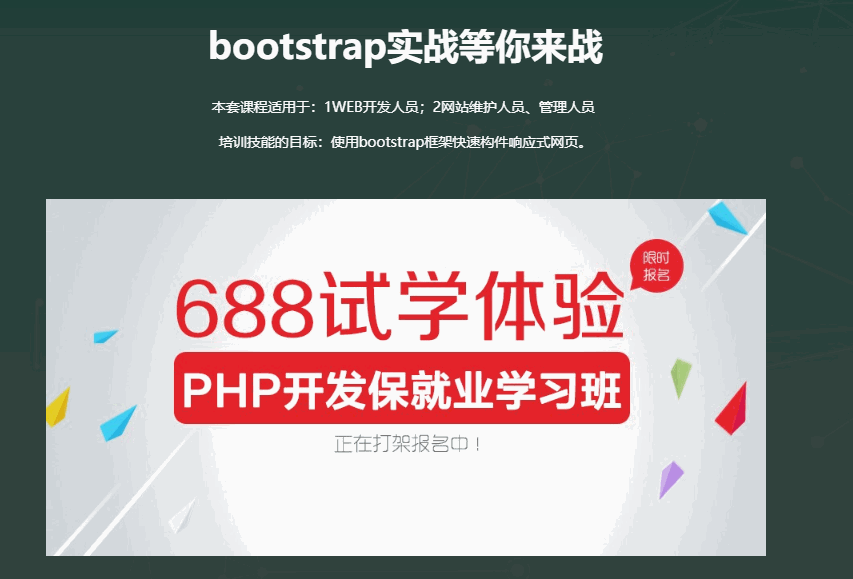 bootstrap实战等你来战
本套课程适用于：1WEB开发人员；2网站维护人员、管理人员
培训技能的目标：使用bootstrap框架快速构件响应式网页。
限时
报名
688试学体验
PHP开发保就业学习班
正在打架报名中！